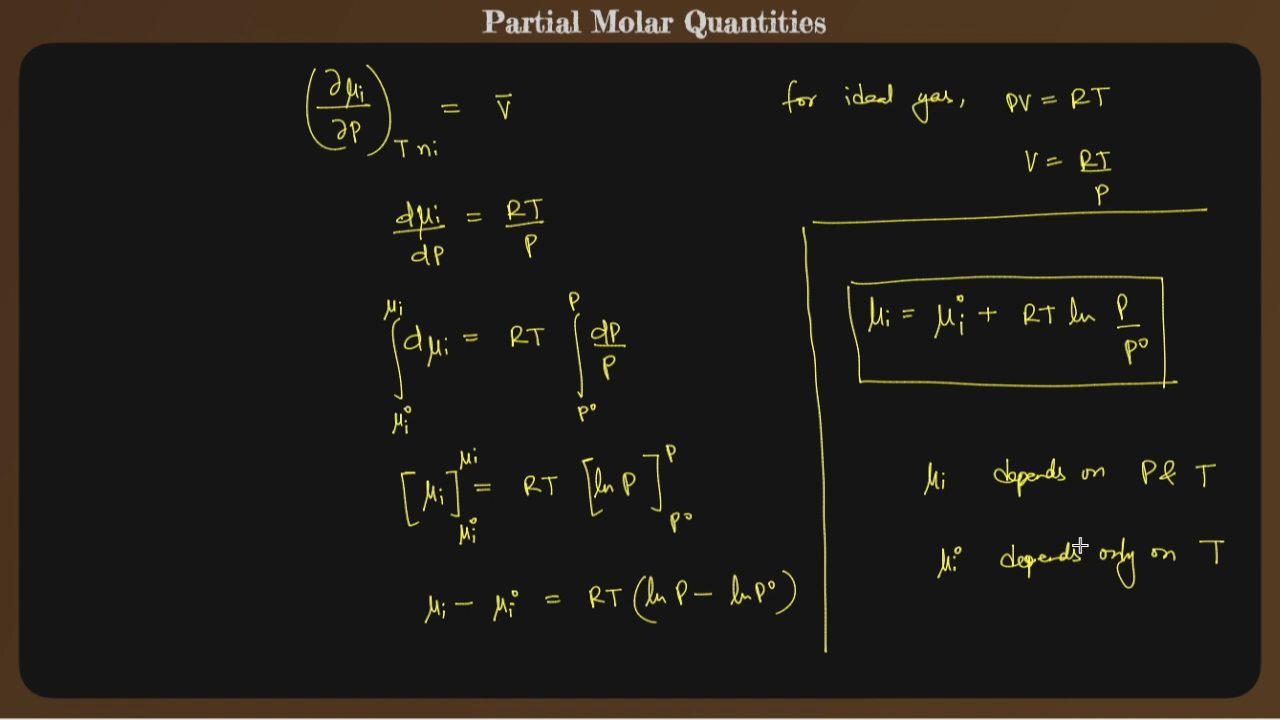 Partial Molar Quantities
(∂μi/∂P)T ni = V̄
dμi/dP = RT/P
∫μi°^μi dμi = RT ∫P°^P dP/P
[μi]μi°^μi = RT [ln P]P°^P
μi − μi° = RT (ln P − ln P°)
for ideal gas, PV = RT
V = RT/P
μi = μi° + RT ln P/P°
μi depends on P & T
μi° depends only on T